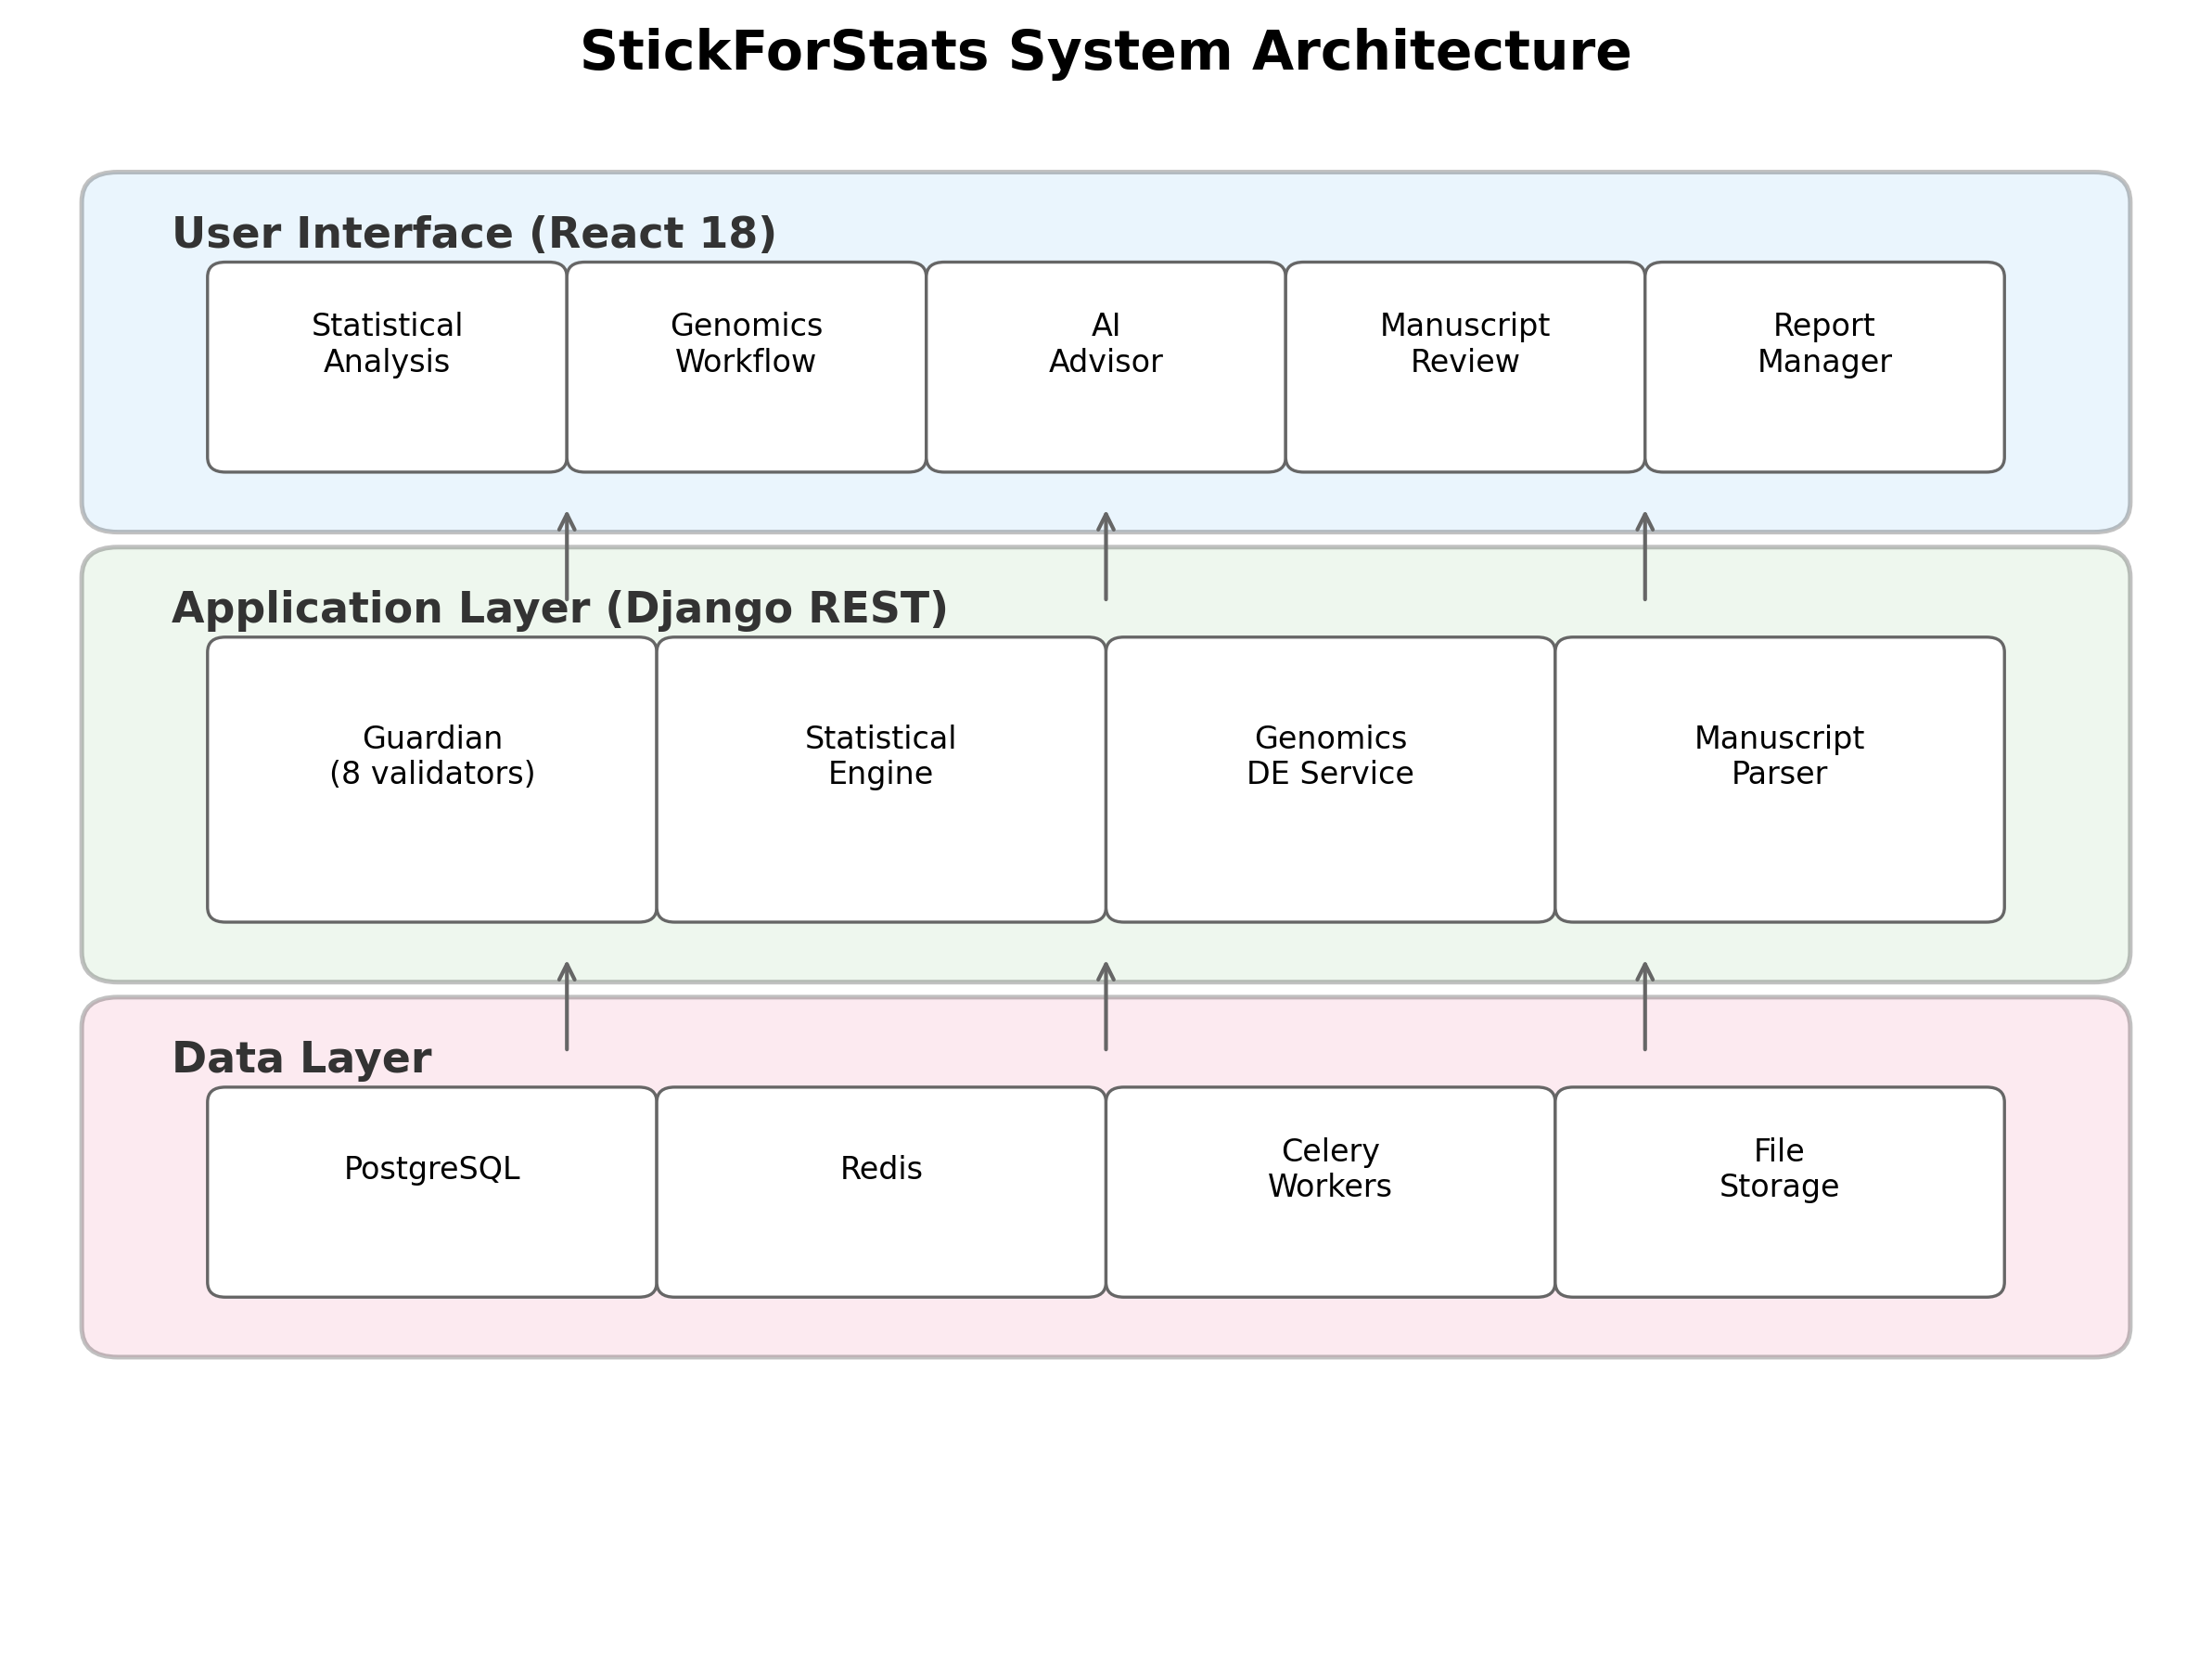 StickForStats System Architecture
User Interface (React 18)
Statistical
Analysis
Genomics
Workflow
AI
Advisor
Manuscript
Review
Report
Manager
Application Layer (Django REST)
Guardian
(8 validators)
Statistical
Engine
Genomics
DE Service
Manuscript
Parser
Data Layer
PostgreSQL
Redis
Celery
Workers
File
Storage